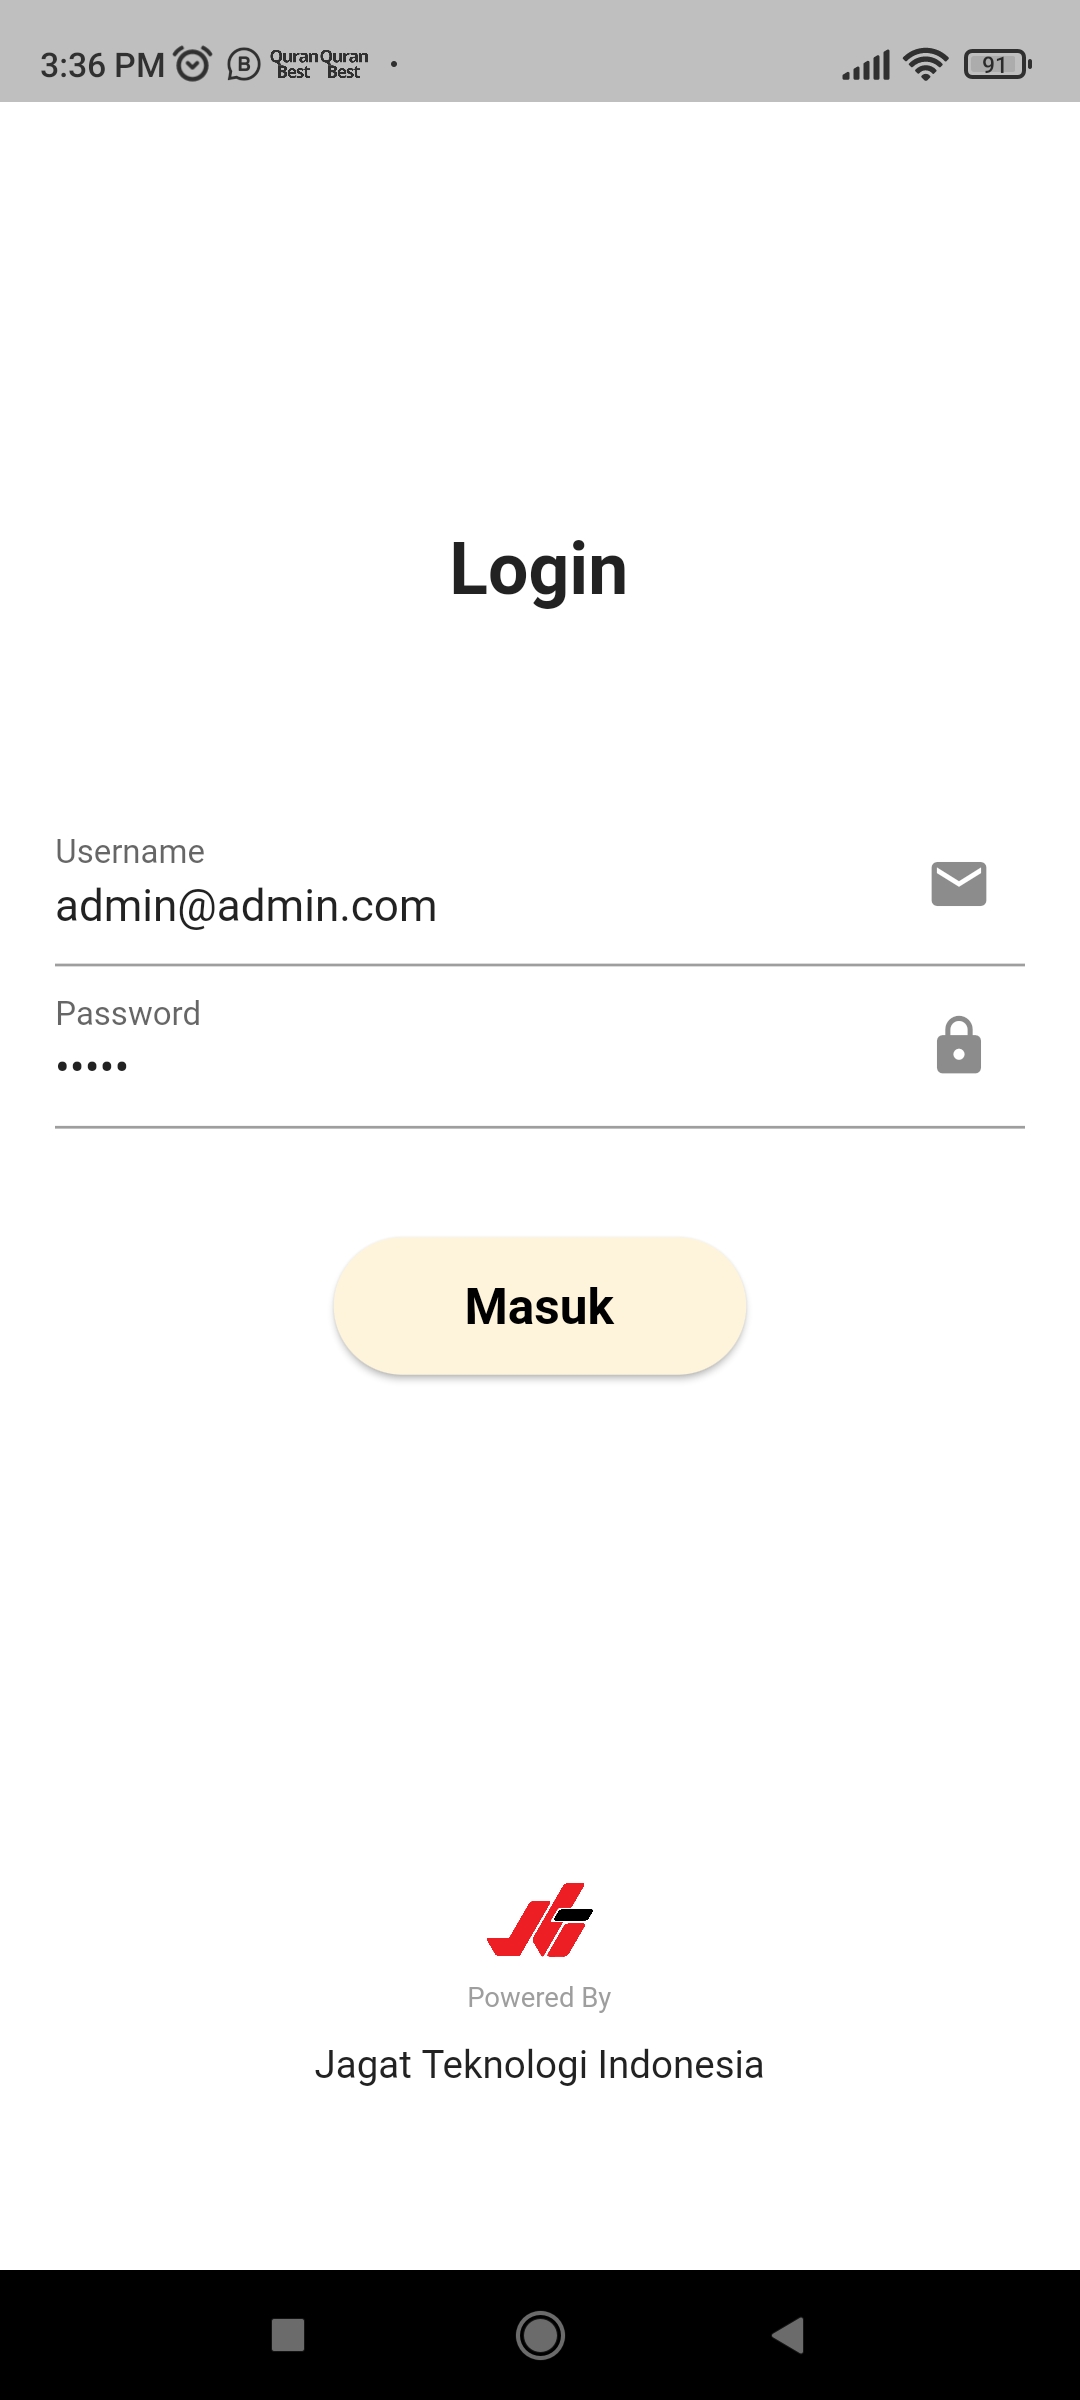 3:36 PM B Quran Best Quran Best 91
Login
Username
admin@admin.com
Password
•••••
Masuk
Powered By
Jagat Teknologi Indonesia